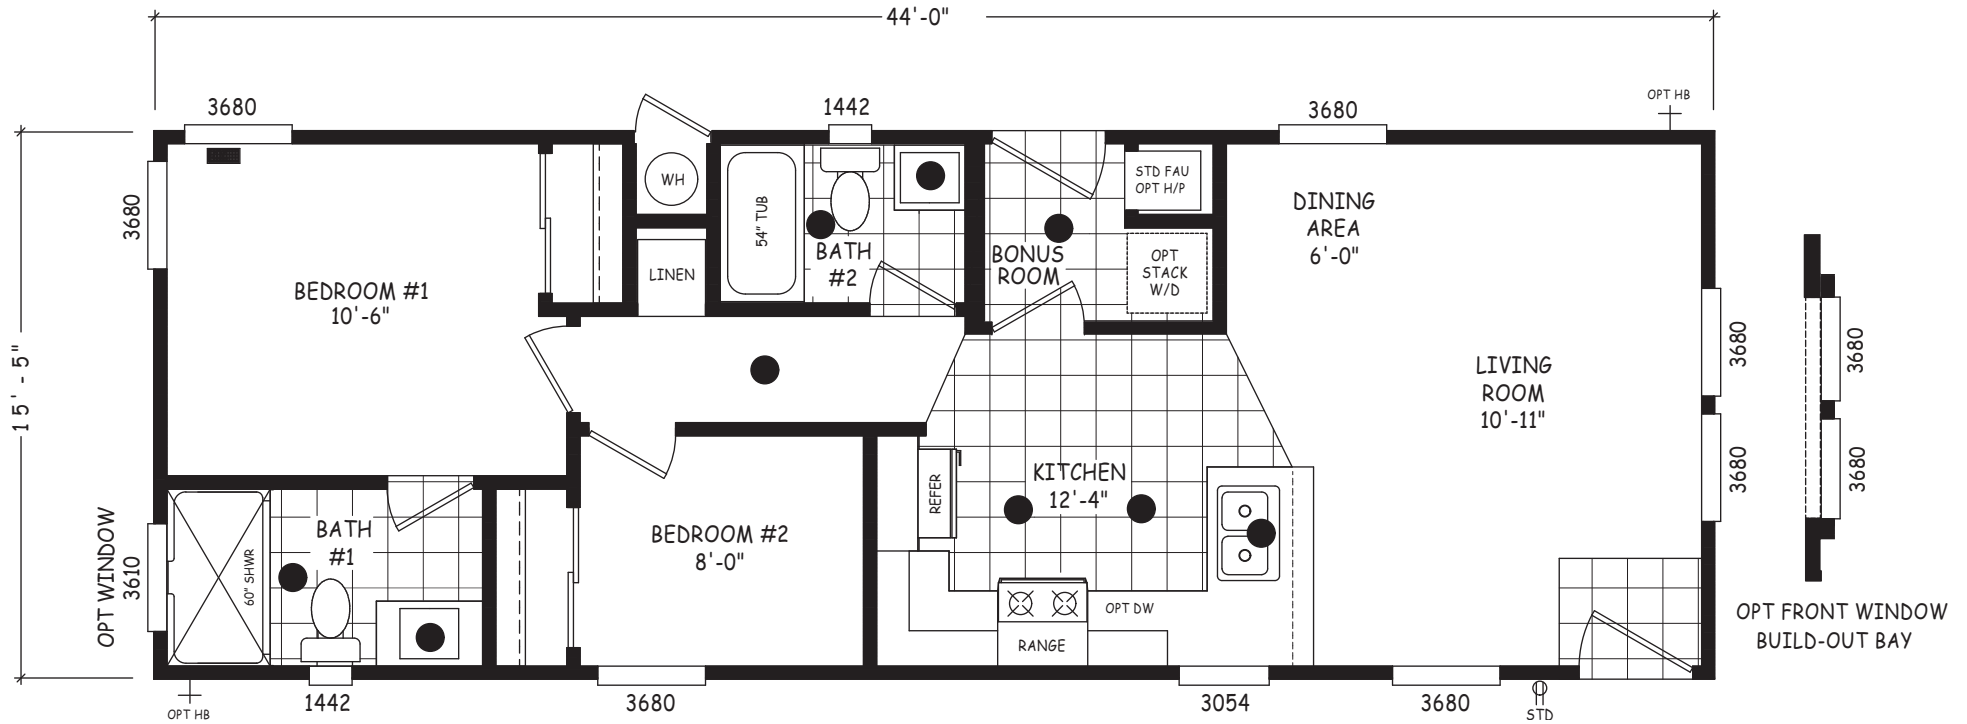 44'-0"
3680
1442
3680
OPT HB
15'-5"
3680
WH
54" TUB
STD FAU
OPT H/P
DINING
AREA
6'-0"
BATH
#2
BONUS
ROOM
OPT
STACK
W/D
LINEN
BEDROOM #1
10'-6"
LIVING
ROOM
10'-11"
3680
3680
3680
3680
KITCHEN
12'-4"
REFER
BATH
#1
60" SHWR
BEDROOM #2
8'-0"
OPT WINDOW
3610
OPT DW
RANGE
OPT FRONT WINDOW
BUILD-OUT BAY
OPT HB
1442
3680
3054
3680
STD